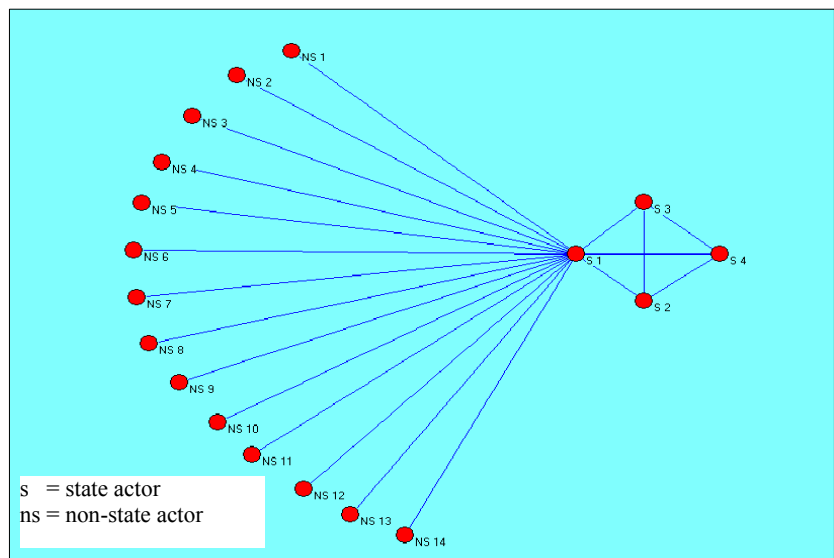 NS 1
NS 2
NS 3
NS 4
NS 5
NS 6
NS 7
NS 8
NS 9
NS 10
NS 11
NS 12
NS 13
NS 14
S 3
S 1
S 4
S 2
s = state actor
ns = non-state actor